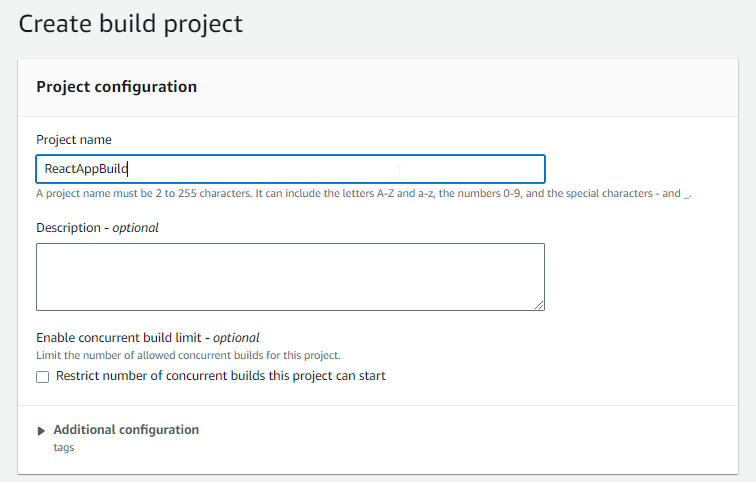 Create build project
Project configuration
Project name
ReactAppBuild
A project name must be 2 to 255 characters. It can include the letters A-Z and a-z, the numbers 0-9, and the special characters - and _.
Description - optional
Enable concurrent build limit - optional
Limit the number of allowed concurrent builds for this project.
Restrict number of concurrent builds this project can start
Additional configuration
tags